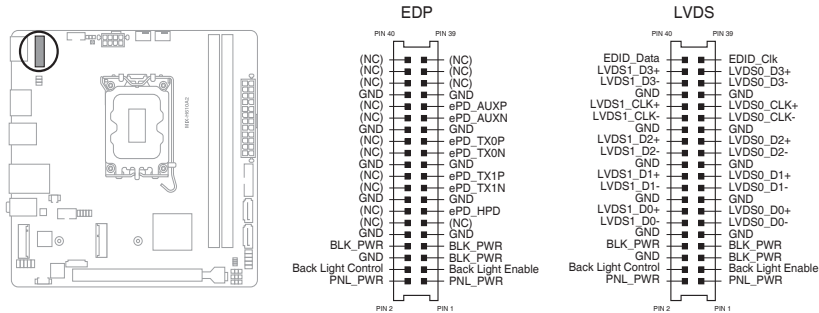 MIX-H610A2
EDP
PIN 40 PIN 39
(NC) (NC)
(NC) (NC)
(NC) (NC)
GND GND
(NC) ePD_AUXP
(NC) ePD_AUXN
GND GND
(NC) ePD_TX0P
(NC) ePD_TX0N
GND GND
(NC) ePD_TX1P
(NC) ePD_TX1N
GND GND
(NC) ePD_HPD
(NC) (NC)
GND GND
BLK_PWR BLK_PWR
GND BLK_PWR
Back Light Control Back Light Enable
PNL_PWR PNL_PWR
PIN 2 PIN 1
LVDS
PIN 40 PIN 39
EDID_Data EDID_Clk
LVDS1_D3+ LVDS0_D3+
LVDS1_D3- LVDS0_D3-
GND GND
LVDS1_CLK+ LVDS0_CLK+
LVDS1_CLK- LVDS0_CLK-
GND GND
LVDS1_D2+ LVDS0_D2+
LVDS1_D2- LVDS0_D2-
GND GND
LVDS1_D1+ LVDS0_D1+
LVDS1_D1- LVDS0_D1-
GND GND
LVDS1_D0+ LVDS0_D0+
LVDS1_D0- LVDS0_D0-
GND GND
BLK_PWR BLK_PWR
GND BLK_PWR
Back Light Control Back Light Enable
PNL_PWR PNL_PWR
PIN 2 PIN 1